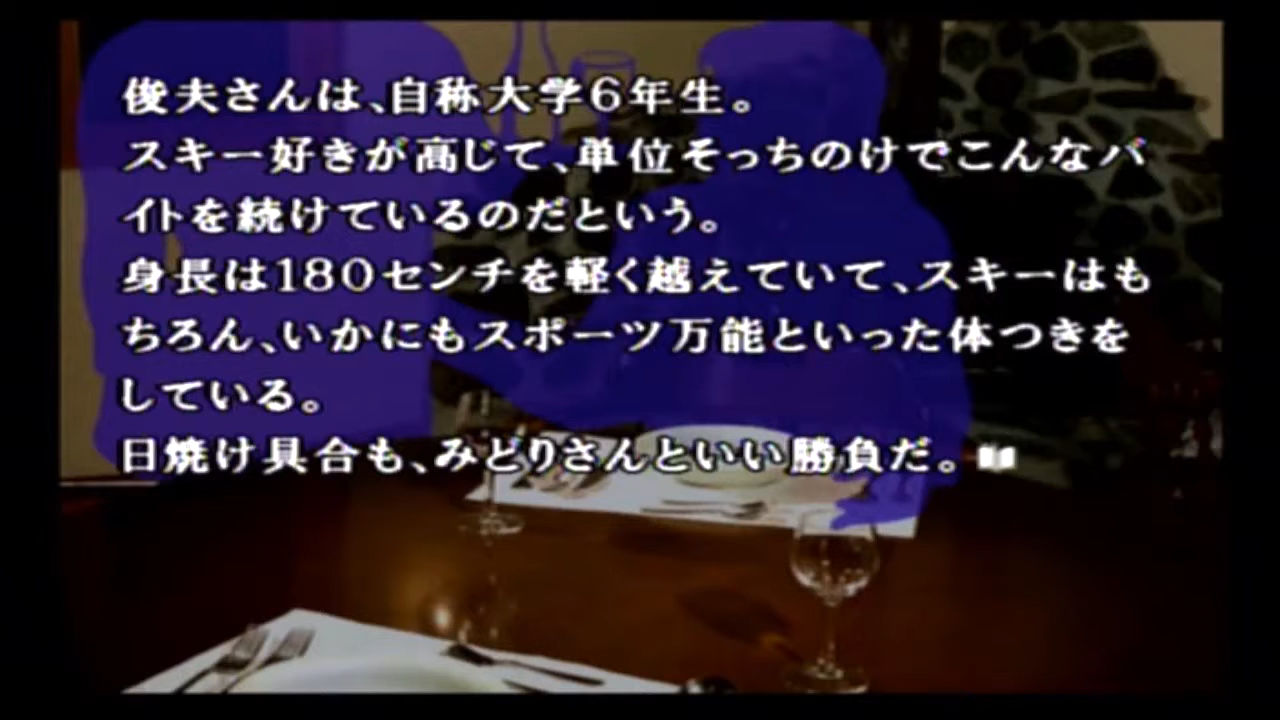 俊夫さんは、自称大学6年生。
スキー好きが高じて、単位そっちのけでこんなバ
イトを続けているのだという。
身長は180センチを軽く越えていて、スキーはも
ちろん、いかにもスポーツ万能といった体つきを
している。
日焼け具合も、みどりさんといい勝負だ。